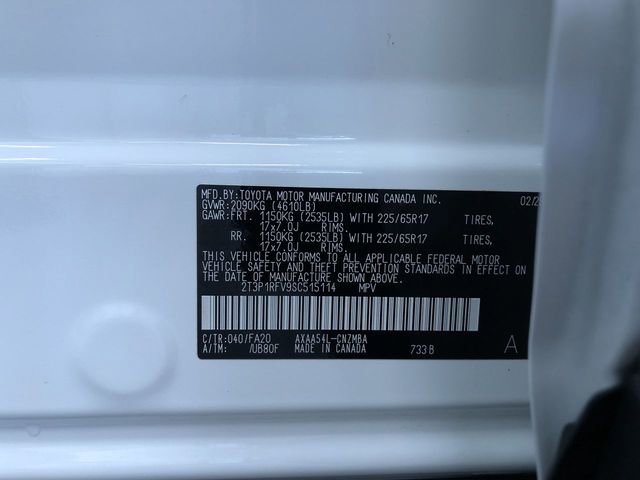 MFD.BY:TOYOTA MOTOR MANUFACTURING CANADA INC. 02/2
GVWR:2090KG (4610LB)
GAWR:FRT. 1150KG (2535LB) WITH 225/65R17 TIRES,
17x7.0J RIMS.
RR. 1150KG (2535LB) WITH 225/65R17 TIRES,
17x7.0J RIMS.
THIS VEHICLE CONFORMS TO ALL APPLICABLE FEDERAL MOTOR
VEHICLE SAFETY AND THEFT PREVENTION STANDARDS IN EFFECT
ON THE DATE OF MANUFACTURE SHOWN ABOVE.
2T3P1RFV9SC515114 MPV
C/TR:040/FA20 AXAA54L-CNZMBA
A/TM: /UB80F MADE IN CANADA 733B A